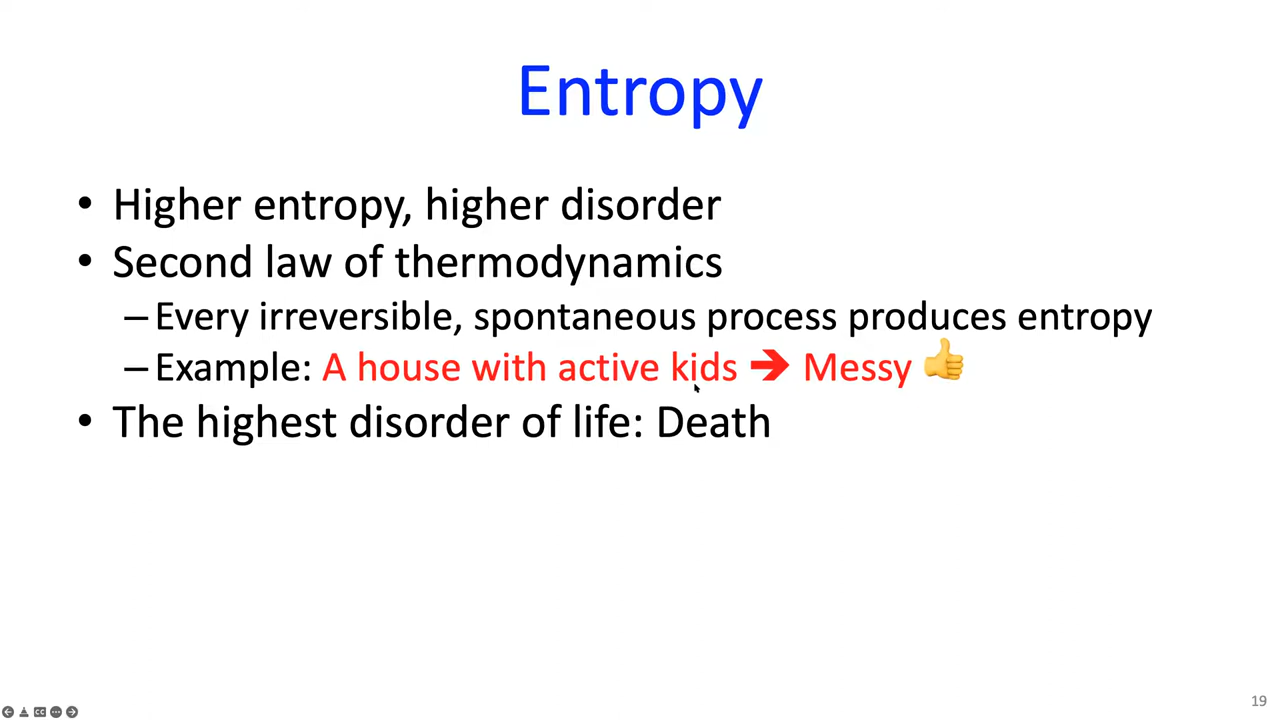 Entropy
• Higher entropy, higher disorder
• Second law of thermodynamics
– Every irreversible, spontaneous process produces entropy
– Example: A house with active kids ➔ Messy 👍
• The highest disorder of life: Death
19